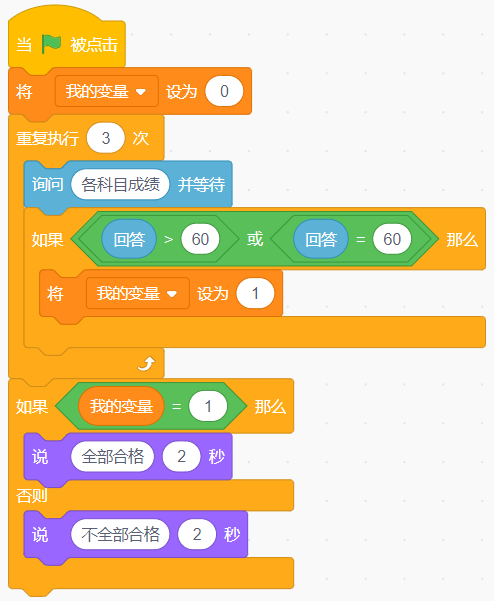 当 被点击
将 我的变量 设为 0
重复执行 3 次
询问 各科目成绩 并等待
如果 回答 > 60 或 回答 = 60 那么
将 我的变量 设为 1
如果 我的变量 = 1 那么
说 全部合格 2 秒
否则
说 不全部合格 2 秒